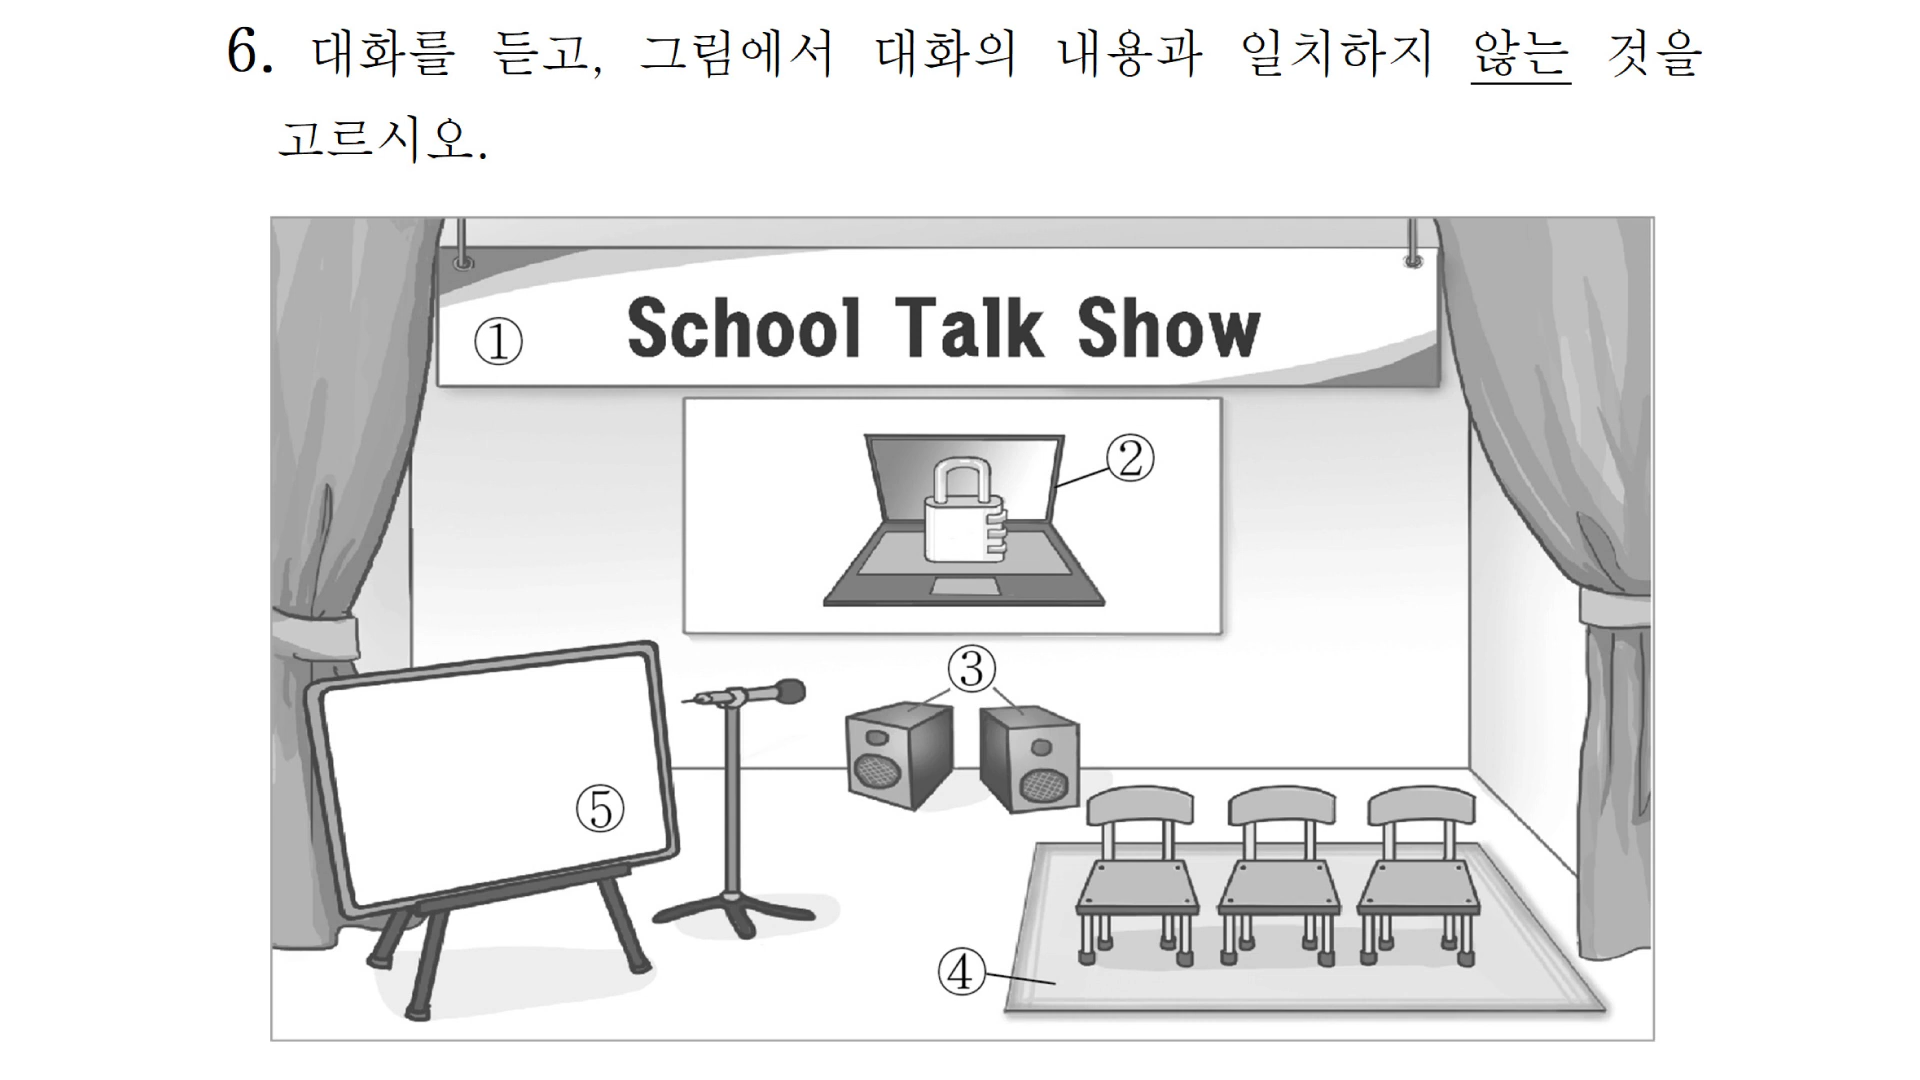 6. 대화를 듣고, 그림에서 대화의 내용과 일치하지 않는 것을
고르시오.
① School Talk Show
②
③
⑤
④